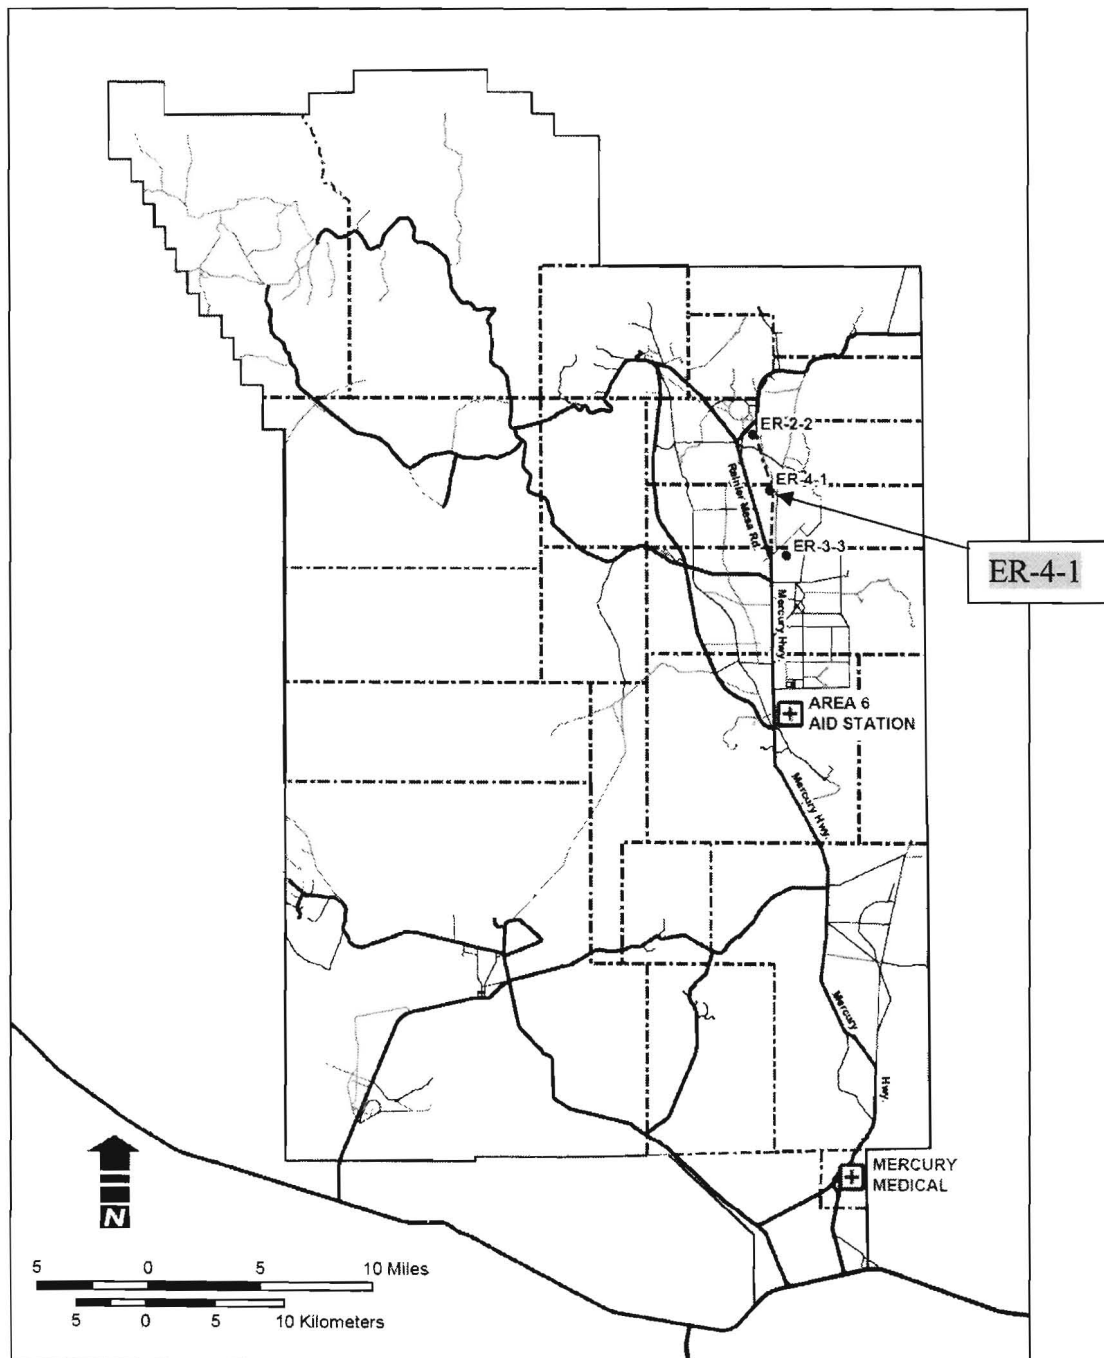 ER-2-2
ER-4-1
Rainier Mesa Rd.
ER-3-3
ER-4-1
Mercury Hwy.
AREA 6
AID STATION
Mercury Hwy.
Mercury
Hwy.
MERCURY
MEDICAL
N
5 0 5 10 Miles
5 0 5 10 Kilometers